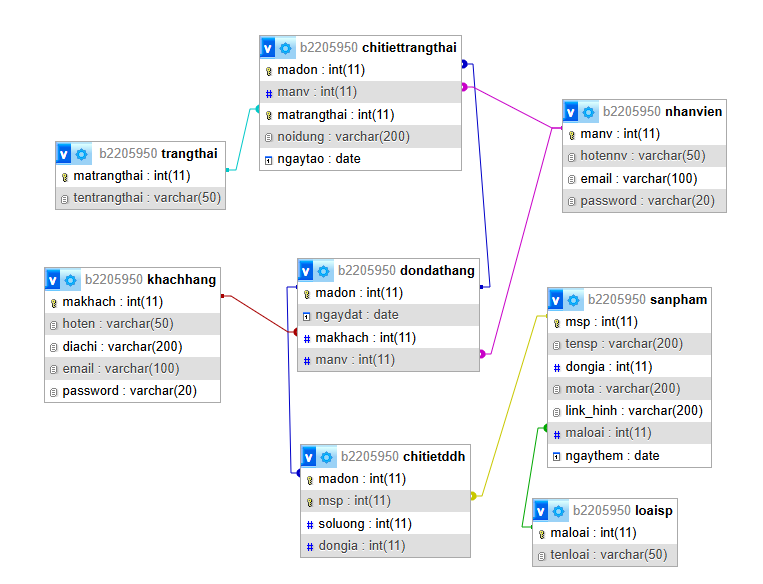 b2205950 chitiettrangthai
madon : int(11)
manv : int(11)
matrangthai : int(11)
noidung : varchar(200)
ngaytao : date
b2205950 nhanvien
manv : int(11)
hotennv : varchar(50)
email : varchar(100)
password : varchar(20)
b2205950 trangthai
matrangthai : int(11)
tentrangthai : varchar(50)
b2205950 khachhang
makhach : int(11)
hoten : varchar(50)
diachi : varchar(200)
email : varchar(100)
password : varchar(20)
b2205950 dondathang
madon : int(11)
ngaydat : date
makhach : int(11)
manv : int(11)
b2205950 sanpham
msp : int(11)
tensp : varchar(200)
dongia : int(11)
mota : varchar(200)
link_hinh : varchar(200)
maloai : int(11)
ngaythem : date
b2205950 chitietddh
madon : int(11)
msp : int(11)
soluong : int(11)
dongia : int(11)
b2205950 loaisp
maloai : int(11)
tenloai : varchar(50)